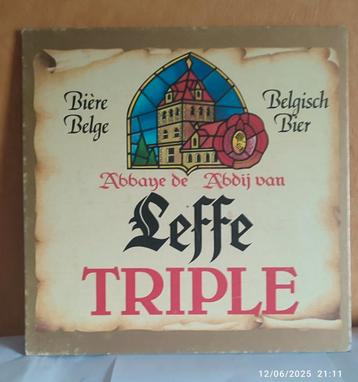 Bière Belge
Belgisch Bier
Abbaye de Abdij van
Leffe
TRIPLE
12/06/2025 21:11